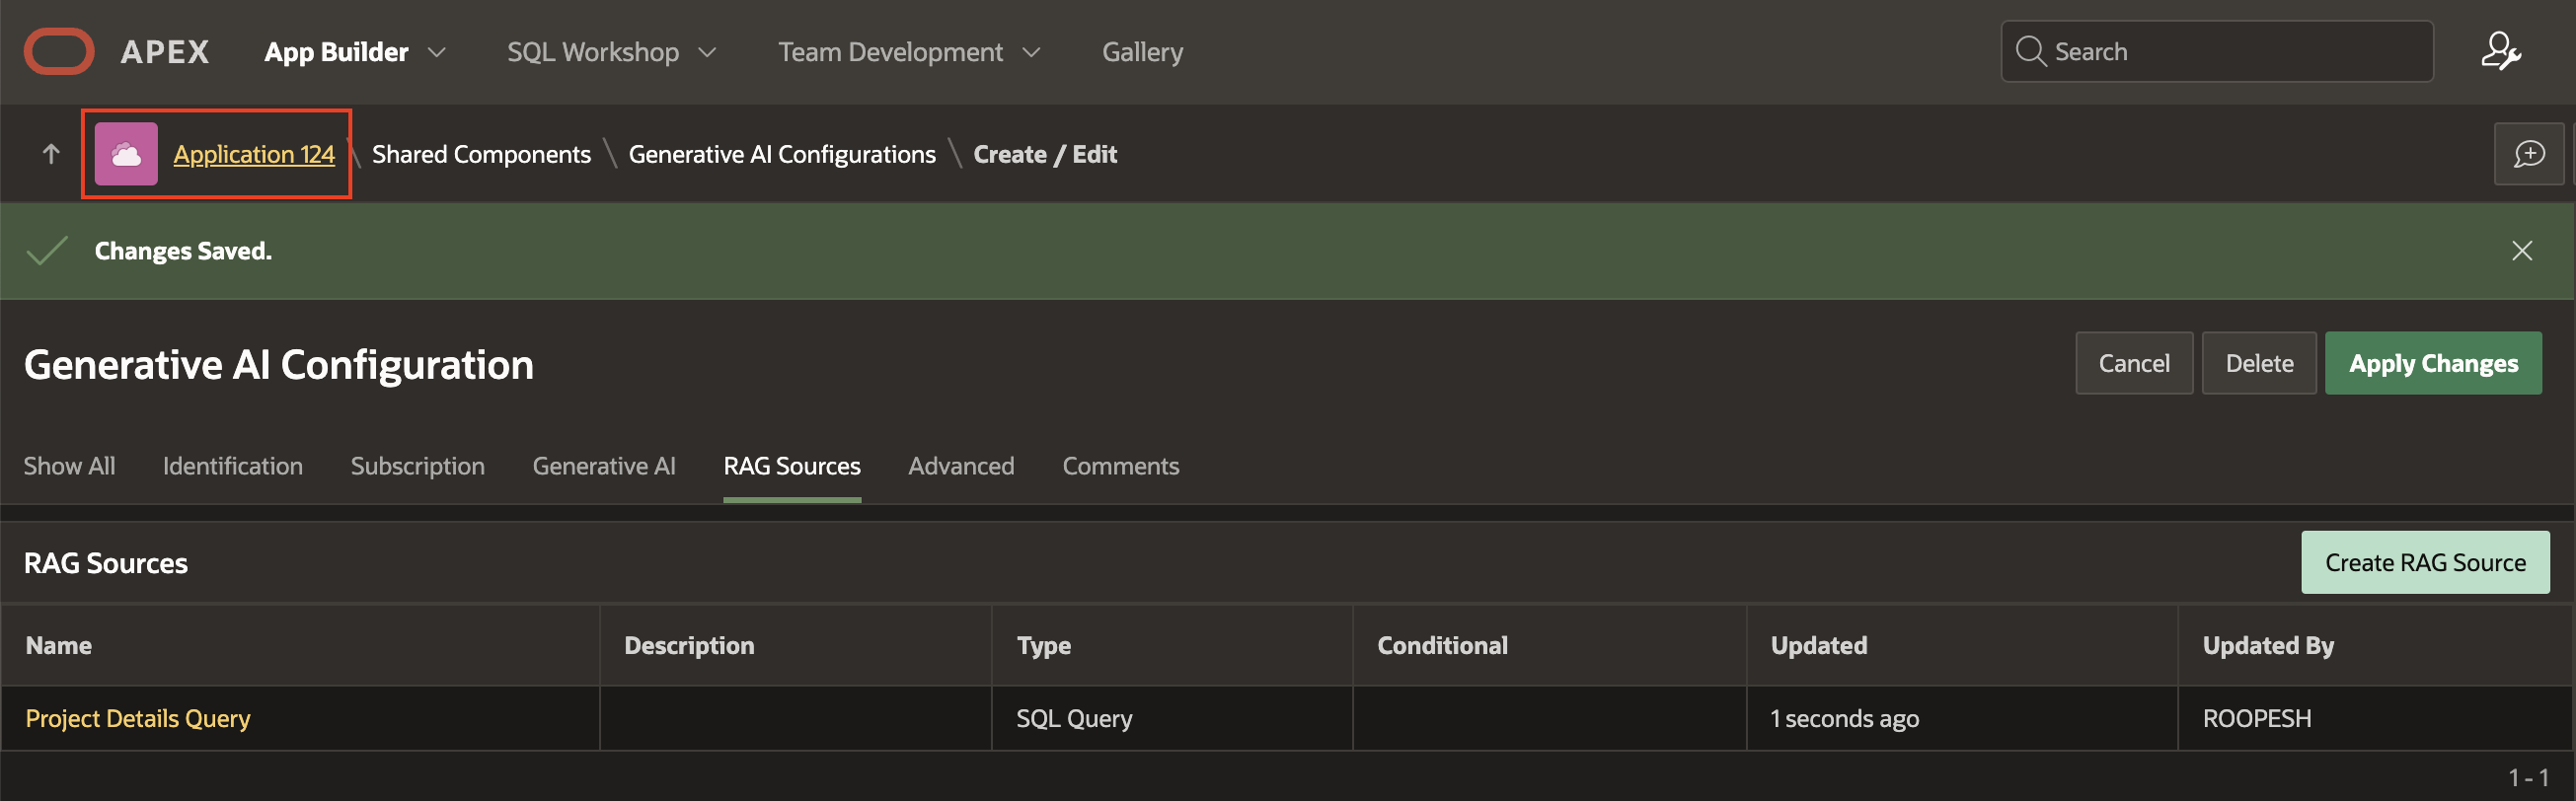 APEX App Builder SQL Workshop Team Development Gallery Search
Application 124 \ Shared Components \ Generative AI Configurations \ Create / Edit
Changes Saved.
Generative AI Configuration Cancel Delete Apply Changes
Show All Identification Subscription Generative AI RAG Sources Advanced Comments
RAG Sources Create RAG Source
Name Description Type Conditional Updated Updated By
Project Details Query SQL Query 1 seconds ago ROOPESH
1 - 1